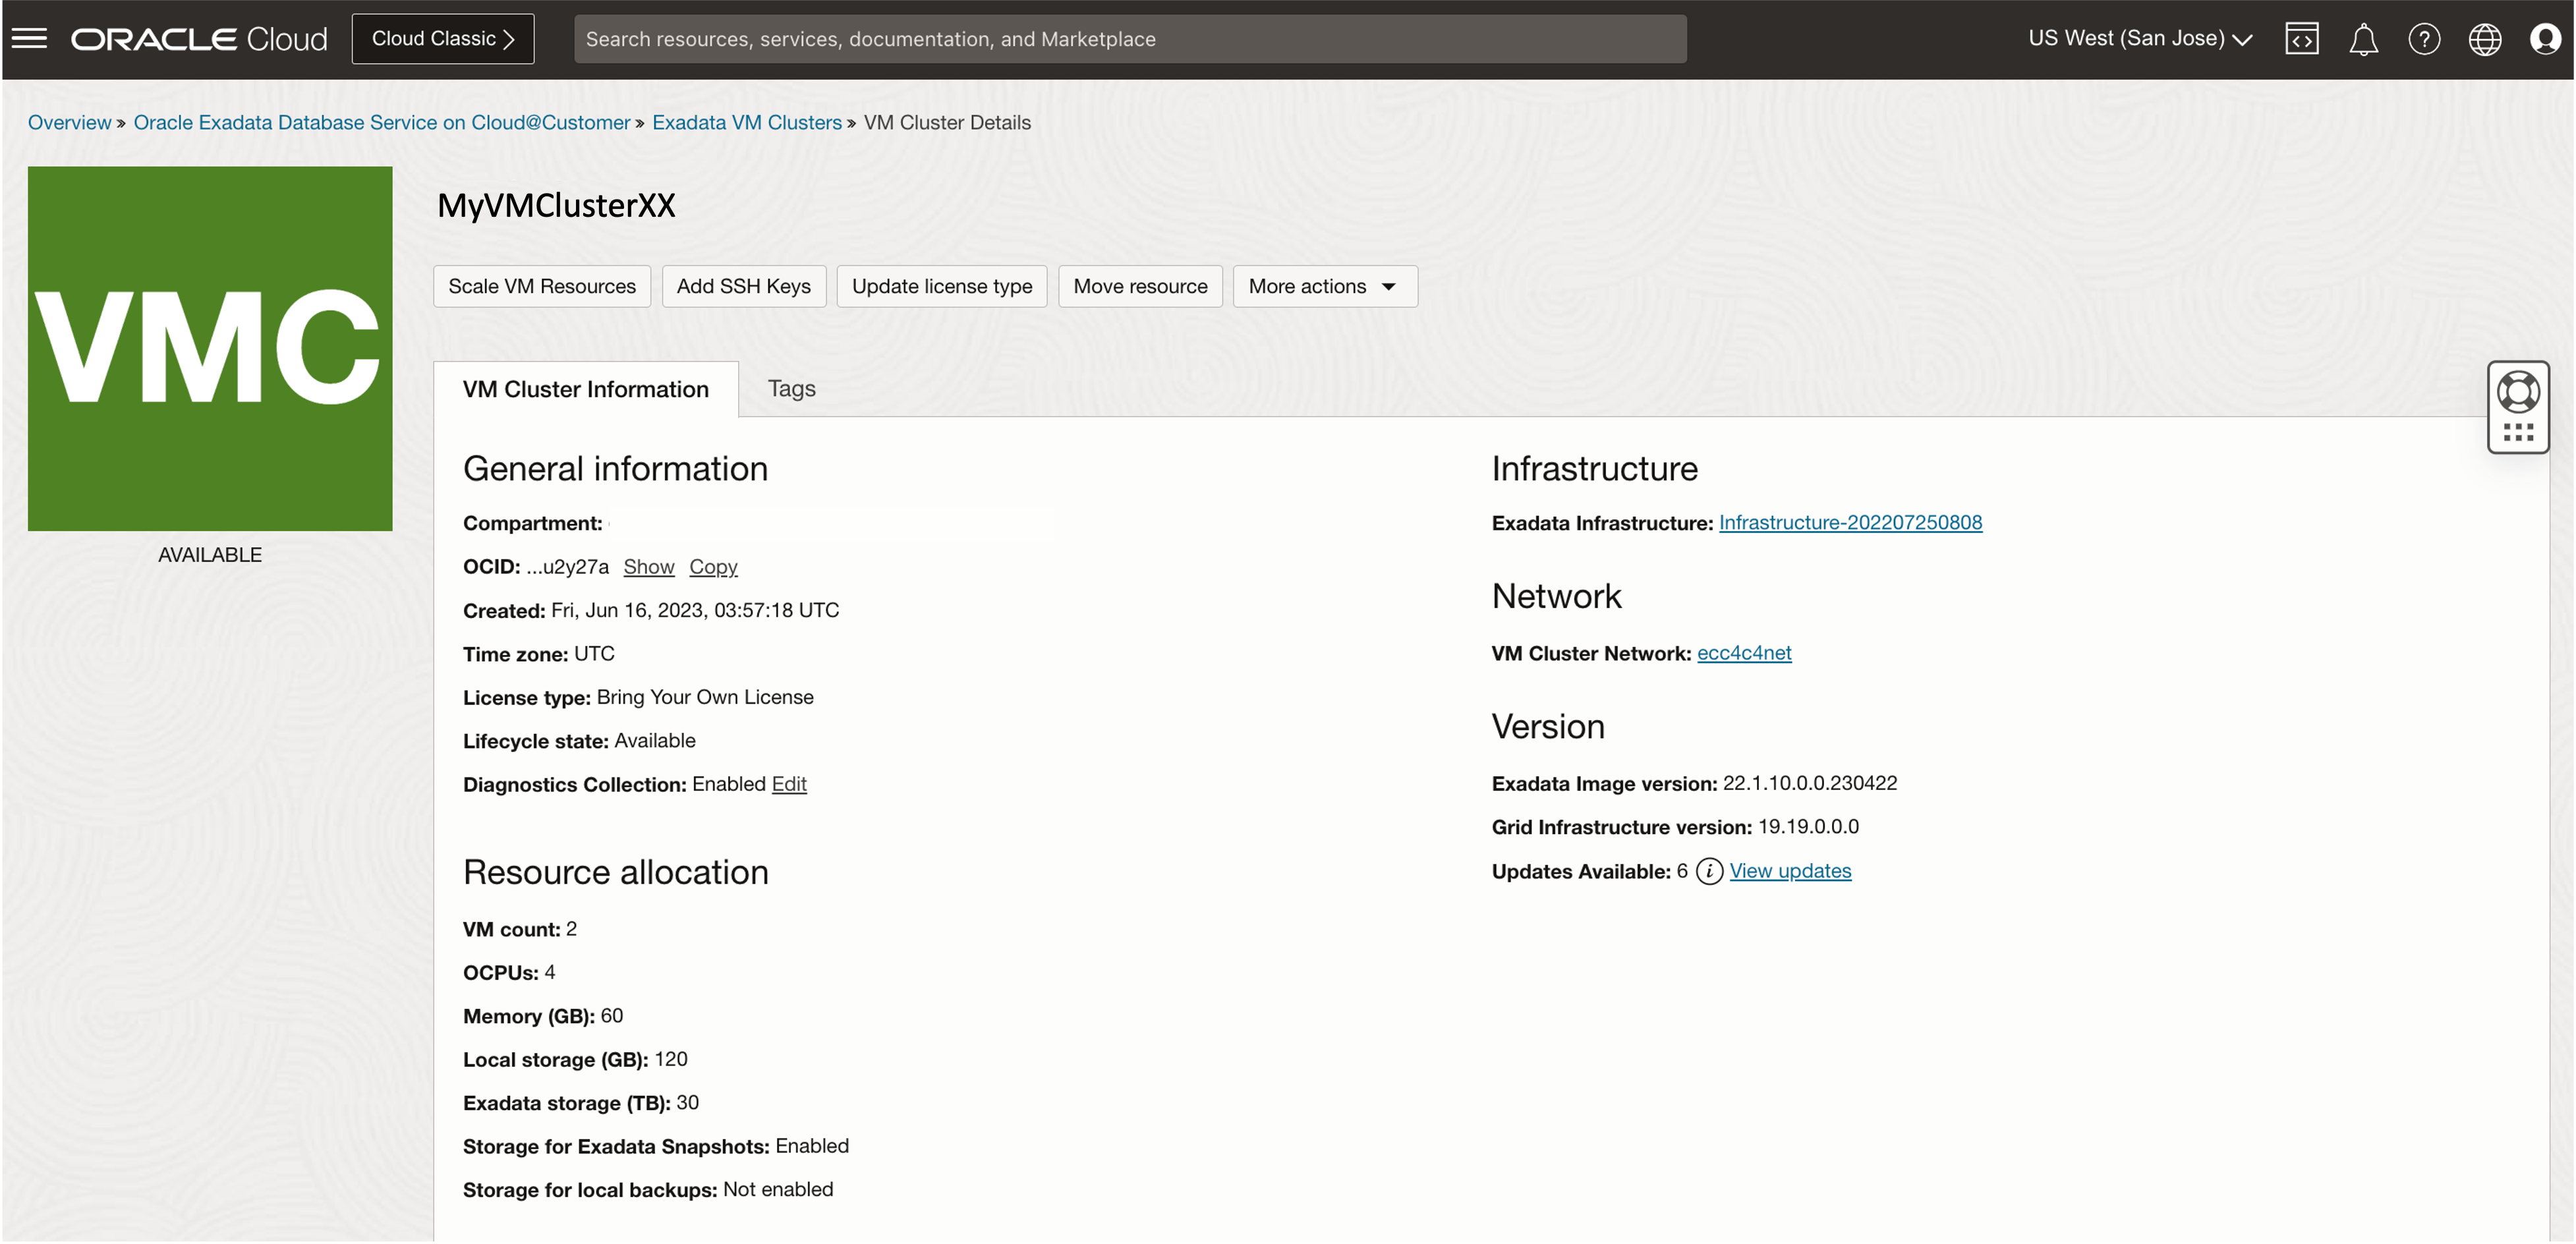 ORACLE Cloud
Cloud Classic
Search resources, services, documentation, and Marketplace
US West (San Jose)
Overview » Oracle Exadata Database Service on Cloud@Customer » Exadata VM Clusters » VM Cluster Details
VMC
AVAILABLE
MyVMClusterXX
Scale VM Resources Add SSH Keys Update license type Move resource More actions
VM Cluster Information Tags
General information
Compartment:
OCID: ...u2y27a Show Copy
Created: Fri, Jun 16, 2023, 03:57:18 UTC
Time zone: UTC
License type: Bring Your Own License
Lifecycle state: Available
Diagnostics Collection: Enabled Edit
Resource allocation
VM count: 2
OCPUs: 4
Memory (GB): 60
Local storage (GB): 120
Exadata storage (TB): 30
Storage for Exadata Snapshots: Enabled
Storage for local backups: Not enabled
Infrastructure
Exadata Infrastructure: Infrastructure-202207250808
Network
VM Cluster Network: ecc4c4net
Version
Exadata Image version: 22.1.10.0.0.230422
Grid Infrastructure version: 19.19.0.0.0
Updates Available: 6 i View updates